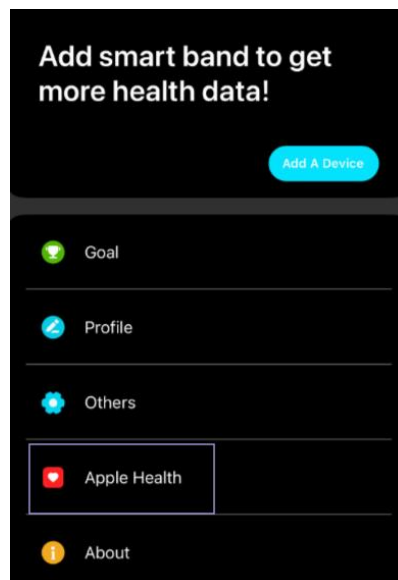 Add smart band to get
more health data!
Add A Device
Goal
Profile
Others
Apple Health
About